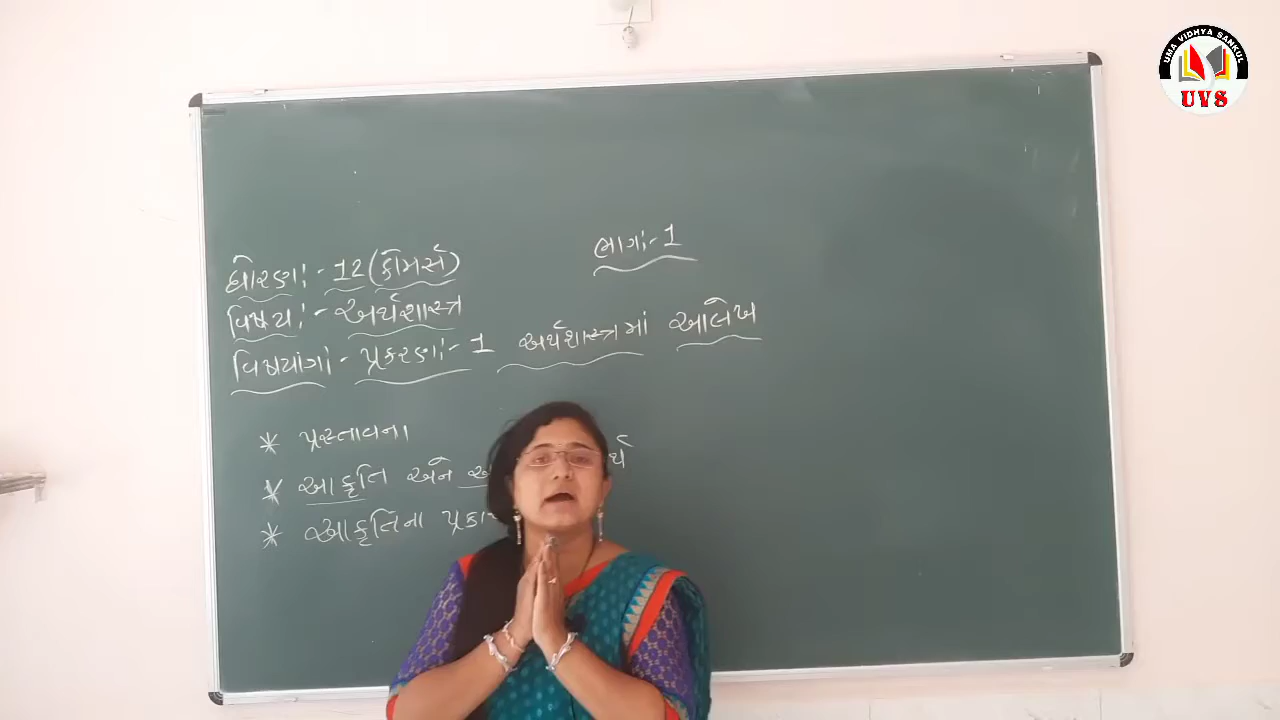 UMA VIDHYA SANKUL
UVS
ભાગઃ- 1
ધોરણઃ- 12 (કોમર્સ)
વિષયઃ- અર્થશાસ્ત્ર
વિષયાંગઃ- પ્રકરણઃ- 1 અર્થશાસ્ત્રમાં આલેખ
* પ્રસ્તાવના
* આકૃતિ અને
* આકૃતિના